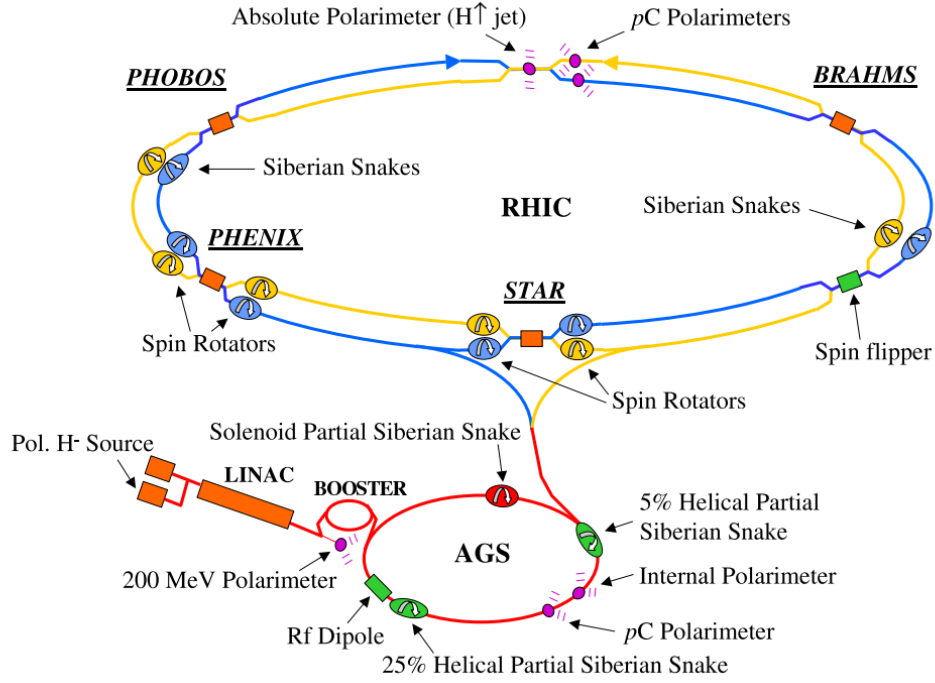 Absolute Polarimeter (H↑ jet)
pC Polarimeters
PHOBOS
BRAHMS
Siberian Snakes
RHIC
Siberian Snakes
PHENIX
STAR
Spin Rotators
Spin flipper
Spin Rotators
Solenoid Partial Siberian Snake
Pol. H- Source
LINAC
BOOSTER
5% Helical Partial
Siberian Snake
AGS
200 MeV Polarimeter
Internal Polarimeter
Rf Dipole
pC Polarimeter
25% Helical Partial Siberian Snake